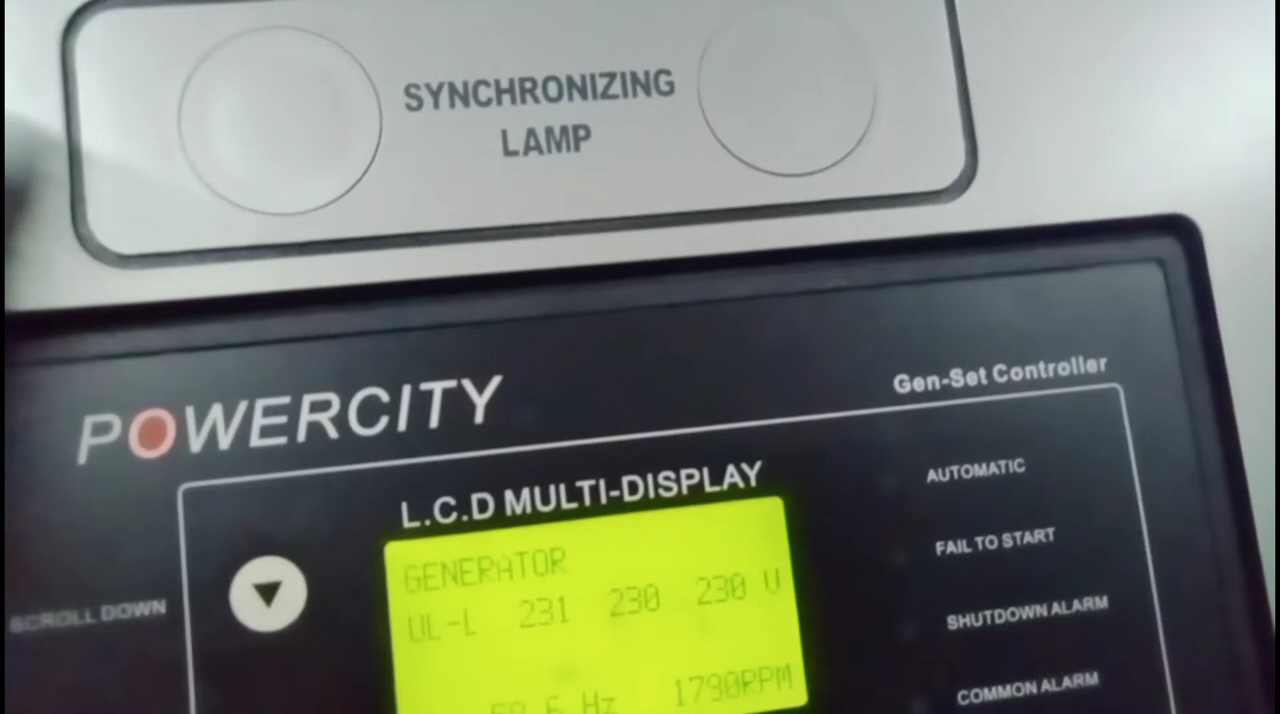 SYNCHRONIZING
LAMP
POWERCITY
Gen-Set Controller
L.C.D MULTI-DISPLAY
AUTOMATIC
GENERATOR
FAIL TO START
SCROLL DOWN
UL-L 231 230 230 V
SHUTDOWN ALARM
Hz 1790RPM
COMMON ALARM